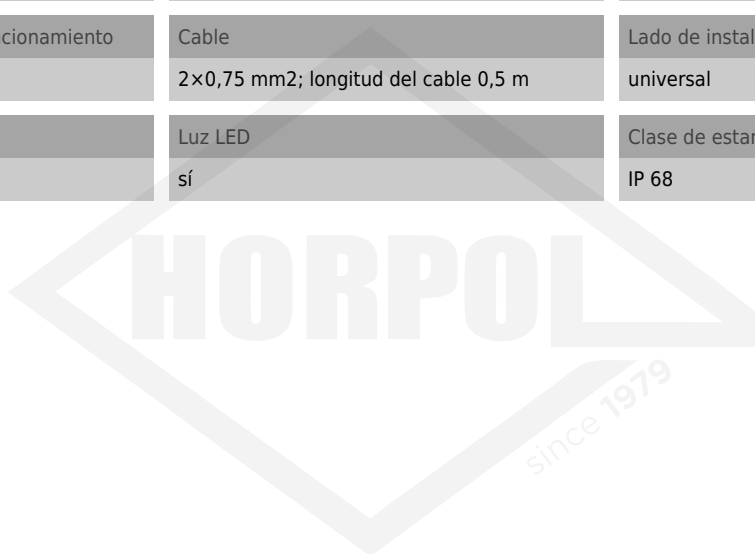 cionamiento
Cable
Lado de instal
2×0,75 mm2; longitud del cable 0,5 m
universal
Luz LED
Clase de estan
sí
IP 68
HORPOL
since 1979